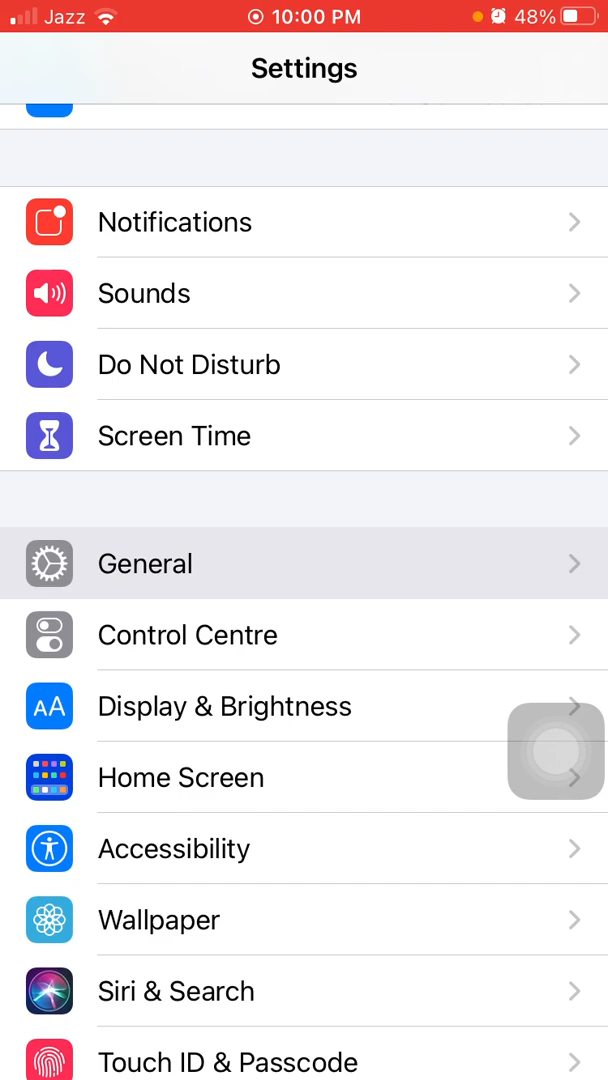 Jazz 10:00 PM 48%
Settings
Notifications
Sounds
Do Not Disturb
Screen Time
General
Control Centre
AA Display & Brightness
Home Screen
Accessibility
Wallpaper
Siri & Search
Touch ID & Passcode